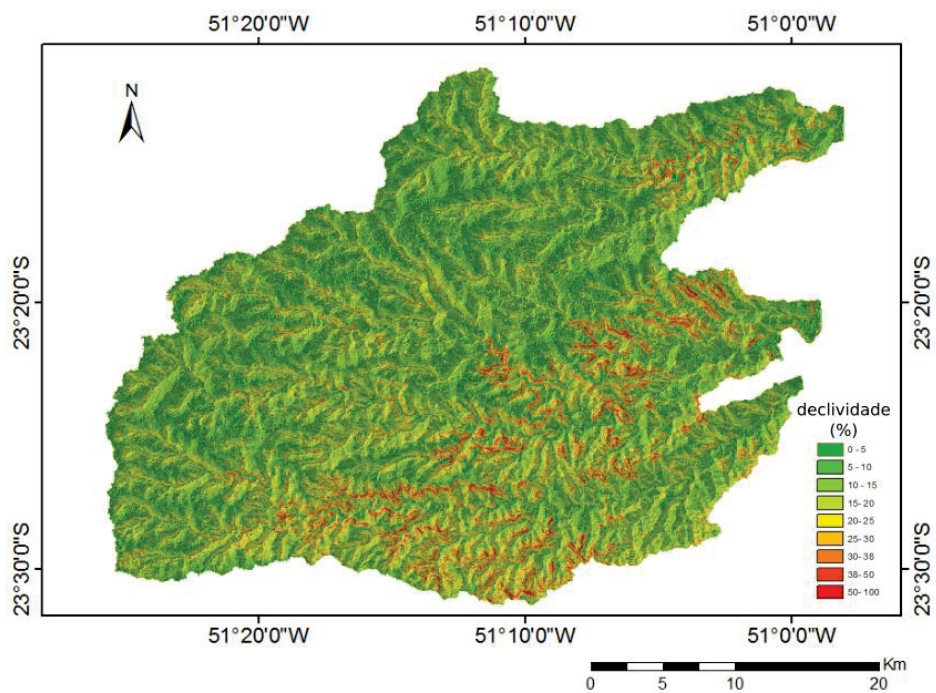 51°20'0"W 51°10'0"W 51°0'0"W
N
23°20'0"S 23°20'0"S
declividade
(%)
0 - 5
5 - 10
10 - 15
15- 20
20- 25
25- 30
30- 38
38- 50
50- 100
23°30'0"S 23°30'0"S
51°20'0"W 51°10'0"W 51°0'0"W
Km
0 5 10 20